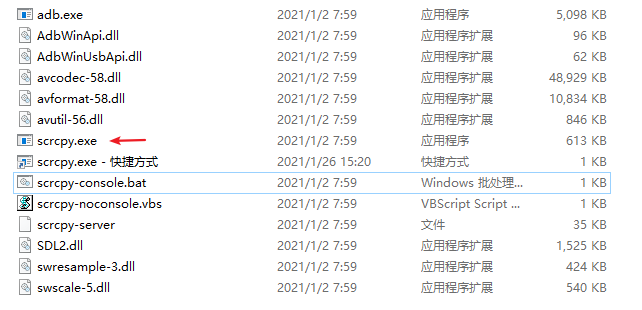 adb.exe 2021/1/2 7:59 应用程序 5,098 KB
AdbWinApi.dll 2021/1/2 7:59 应用程序扩展 96 KB
AdbWinUsbApi.dll 2021/1/2 7:59 应用程序扩展 62 KB
avcodec-58.dll 2021/1/2 7:59 应用程序扩展 48,929 KB
avformat-58.dll 2021/1/2 7:59 应用程序扩展 10,834 KB
avutil-56.dll 2021/1/2 7:59 应用程序扩展 846 KB
scrcpy.exe 2021/1/2 7:59 应用程序 613 KB
scrcpy.exe - 快捷方式 2021/1/26 15:20 快捷方式 1 KB
scrcpy-console.bat 2021/1/2 7:59 Windows 批处理... 1 KB
scrcpy-noconsole.vbs 2021/1/2 7:59 VBScript Script ... 1 KB
scrcpy-server 2021/1/2 7:59 文件 35 KB
SDL2.dll 2021/1/2 7:59 应用程序扩展 1,525 KB
swresample-3.dll 2021/1/2 7:59 应用程序扩展 424 KB
swscale-5.dll 2021/1/2 7:59 应用程序扩展 540 KB